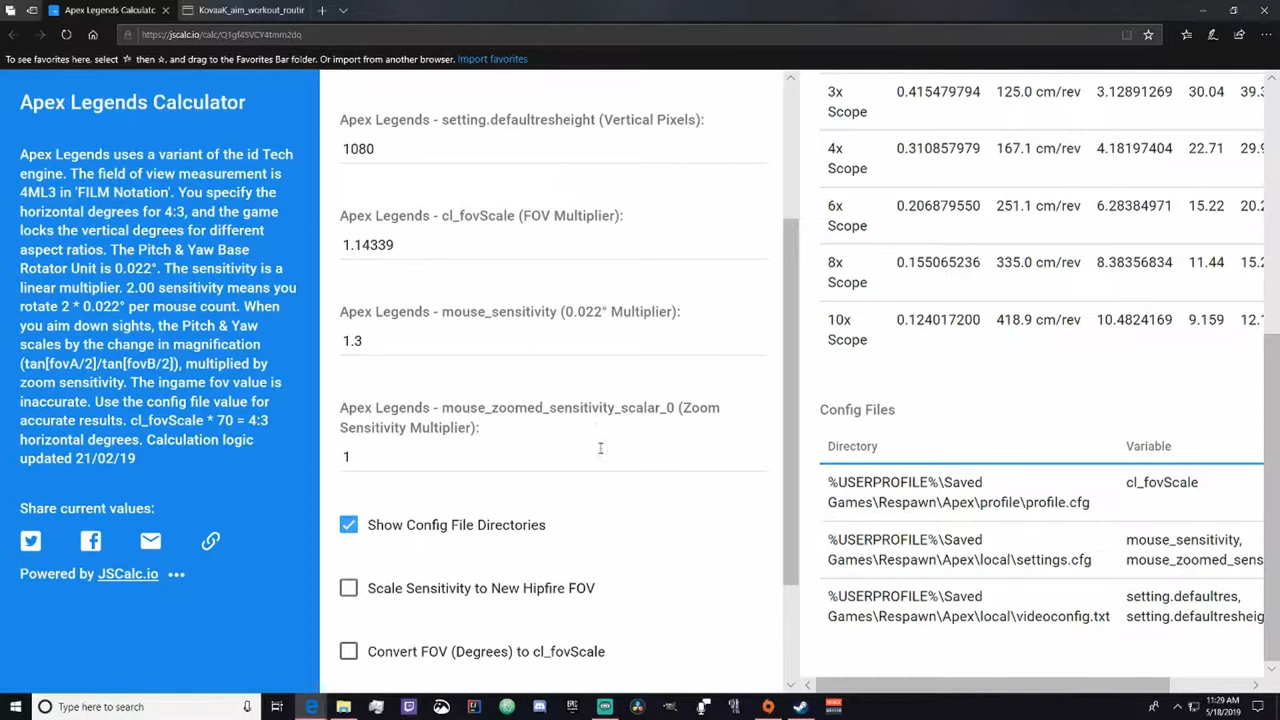 Apex Legends Calculatc
KovaaK_aim_workout_routir
https://jscalc.io/calc/Q1gf45VCY4tmm2dq
To see favorites here, select ☆ then ☆, and drag to the Favorites Bar folder. Or import from another browser. Import favorites
Apex Legends Calculator
Apex Legends uses a variant of the id Tech
engine. The field of view measurement is
4ML3 in 'FILM Notation'. You specify the
horizontal degrees for 4:3, and the game
locks the vertical degrees for different
aspect ratios. The Pitch & Yaw Base
Rotator Unit is 0.022°. The sensitivity is a
linear multiplier. 2.00 sensitivity means you
rotate 2 * 0.022° per mouse count. When
you aim down sights, the Pitch & Yaw
scales by the change in magnification
(tan[fovA/2]/tan[fovB/2]), multiplied by
zoom sensitivity. The ingame fov value is
inaccurate. Use the config file value for
accurate results. cl_fovScale * 70 = 4:3
horizontal degrees. Calculation logic
updated 21/02/19
Share current values:
Powered by JSCalc.io •••
Apex Legends - setting.defaultresheight (Vertical Pixels):
1080
Apex Legends - cl_fovScale (FOV Multiplier):
1.14339
Apex Legends - mouse_sensitivity (0.022° Multiplier):
1.3
Apex Legends - mouse_zoomed_sensitivity_scalar_0 (Zoom
Sensitivity Multiplier):
1
Show Config File Directories
Scale Sensitivity to New Hipfire FOV
Convert FOV (Degrees) to cl_fovScale
3x Scope 0.415479794 125.0 cm/rev 3.12891269 30.04 39.3
4x Scope 0.310857979 167.1 cm/rev 4.18197404 22.71 29.9
6x Scope 0.206879550 251.1 cm/rev 6.28384971 15.22 20.2
8x Scope 0.155065236 335.0 cm/rev 8.38356834 11.44 15.2
10x Scope 0.124017200 418.9 cm/rev 10.4824169 9.159 12.1
Config Files
Directory Variable
%USERPROFILE%\Saved cl_fovScale
Games\Respawn\Apex\profile\profile.cfg
%USERPROFILE%\Saved mouse_sensitivity,
Games\Respawn\Apex\local\settings.cfg mouse_zoomed_sens
%USERPROFILE%\Saved setting.defaultres,
Games\Respawn\Apex\local\videoconfig.txt setting.defaultresheig
Type here to search
11:29 AM
5/18/2019